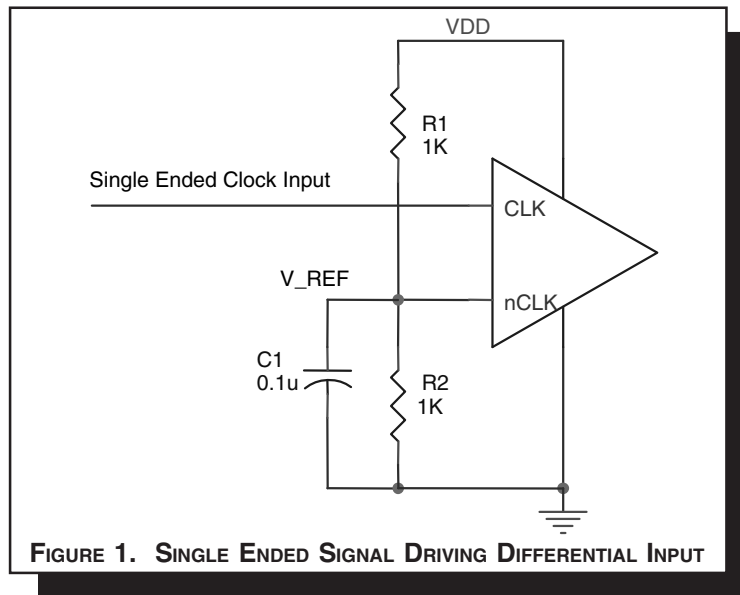 VDD
R1
1K
Single Ended Clock Input
CLK
V_REF
nCLK
C1
0.1u
R2
1K
FIGURE 1. SINGLE ENDED SIGNAL DRIVING DIFFERENTIAL INPUT